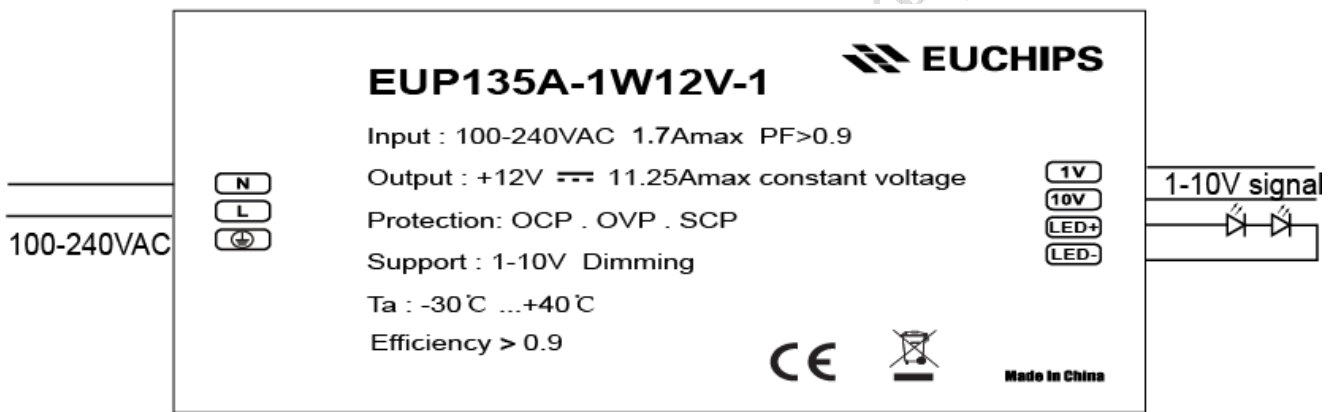 EUCHIPS
EUP135A-1W12V-1
Input : 100-240VAC 1.7Amax PF>0.9
Output : +12V ⎓ 11.25Amax constant voltage
Protection: OCP . OVP . SCP
Support : 1-10V Dimming
Ta : -30℃ ...+40℃
Efficiency > 0.9
N
L
100-240VAC
1V
10V
LED+
LED-
1-10V signal
CE
Made In China